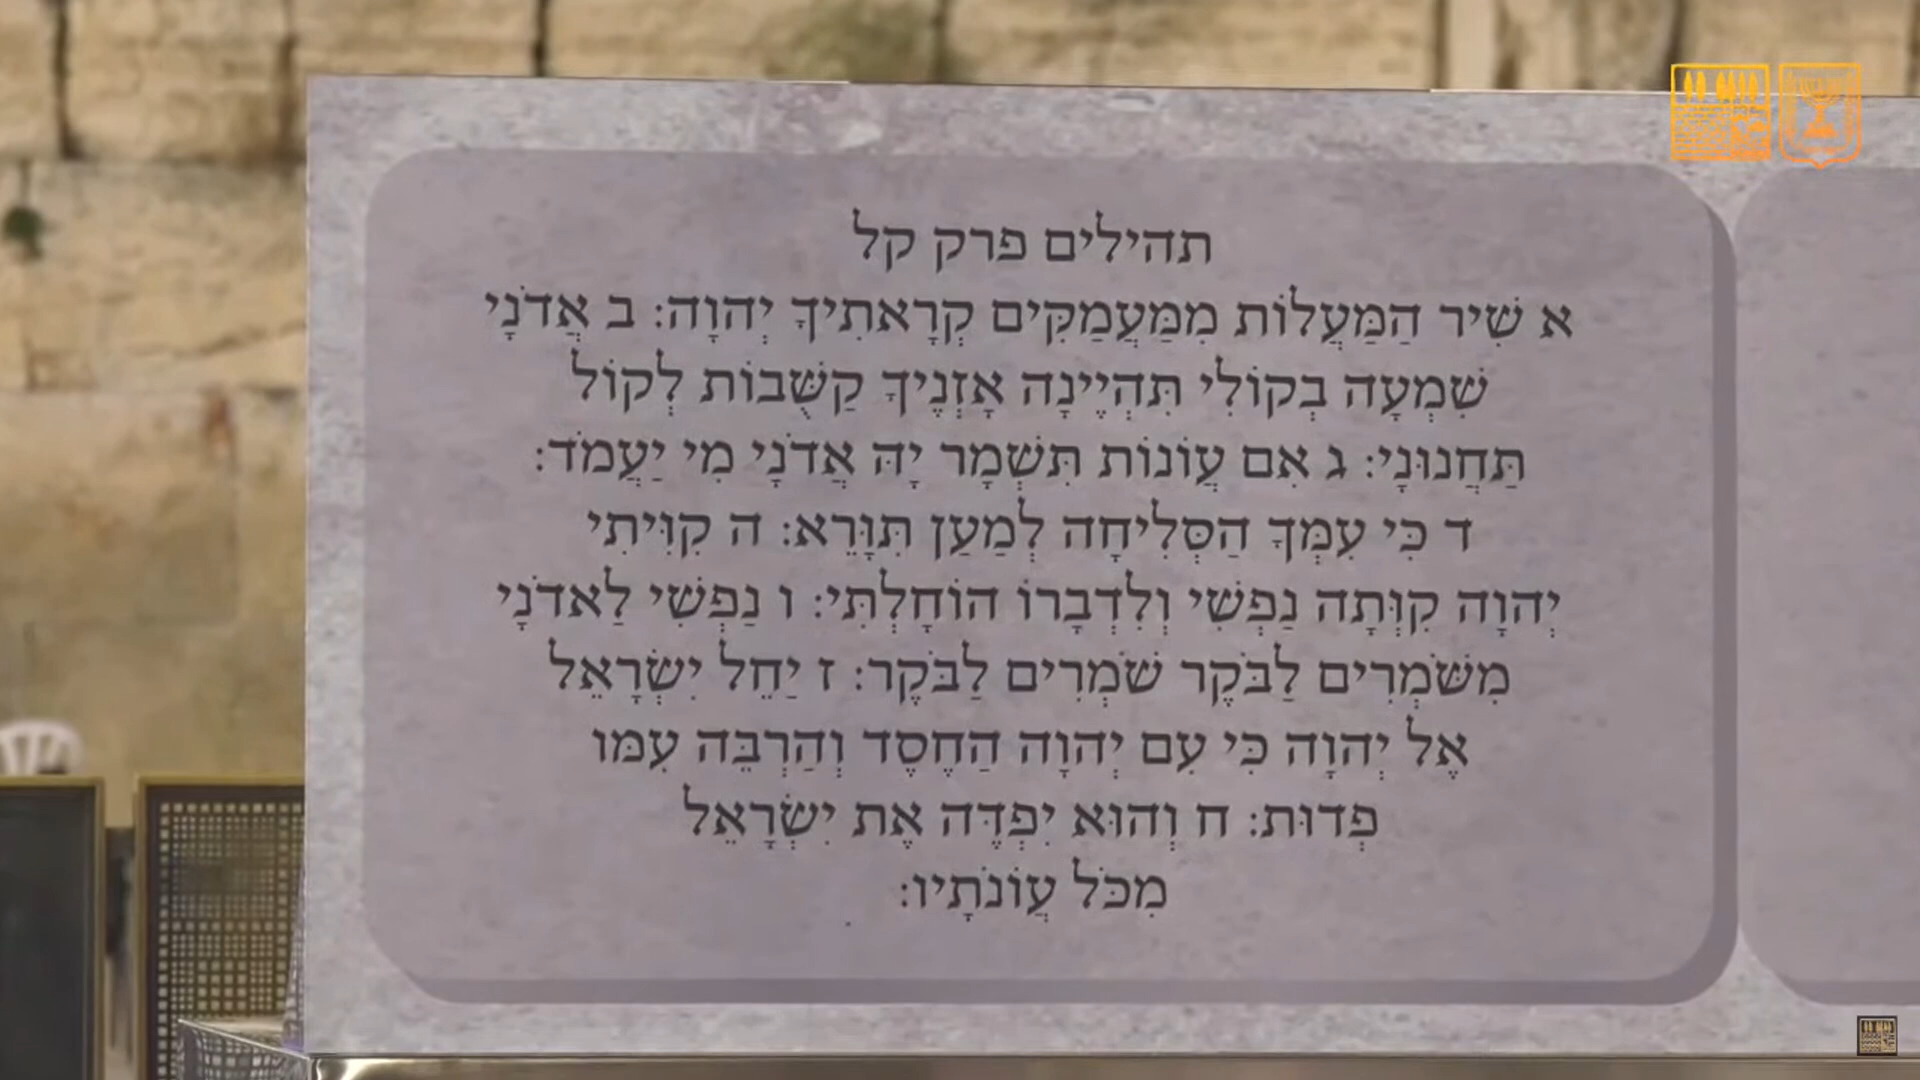 תהילים פרק קל
א שִׁיר הַמַּעֲלוֹת מִמַּעֲמַקִּים קְרָאתִיךָ יְהוָה: ב אֲדֹנָי
שִׁמְעָה בְקוֹלִי תִּהְיֶינָה אָזְנֶיךָ קַשֻּׁבוֹת לְקוֹל
תַּחֲנוּנָי: ג אִם עֲוֹנוֹת תִּשְׁמָר יָהּ אֲדֹנָי מִי יַעֲמֹד:
ד כִּי עִמְּךָ הַסְּלִיחָה לְמַעַן תִּוָּרֵא: ה קִוִּיתִי
יְהוָה קִוְּתָה נַפְשִׁי וְלִדְבָרוֹ הוֹחָלְתִּי: ו נַפְשִׁי לַאדֹנָי
מִשֹּׁמְרִים לַבֹּקֶר שֹׁמְרִים לַבֹּקֶר: ז יַחֵל יִשְׂרָאֵל
אֶל יְהוָה כִּי עִם יְהוָה הַחֶסֶד וְהַרְבֵּה עִמּוֹ
פְדוּת: ח וְהוּא יִפְדֶּה אֶת יִשְׂרָאֵל
מִכֹּל עֲוֹנֹתָיו: